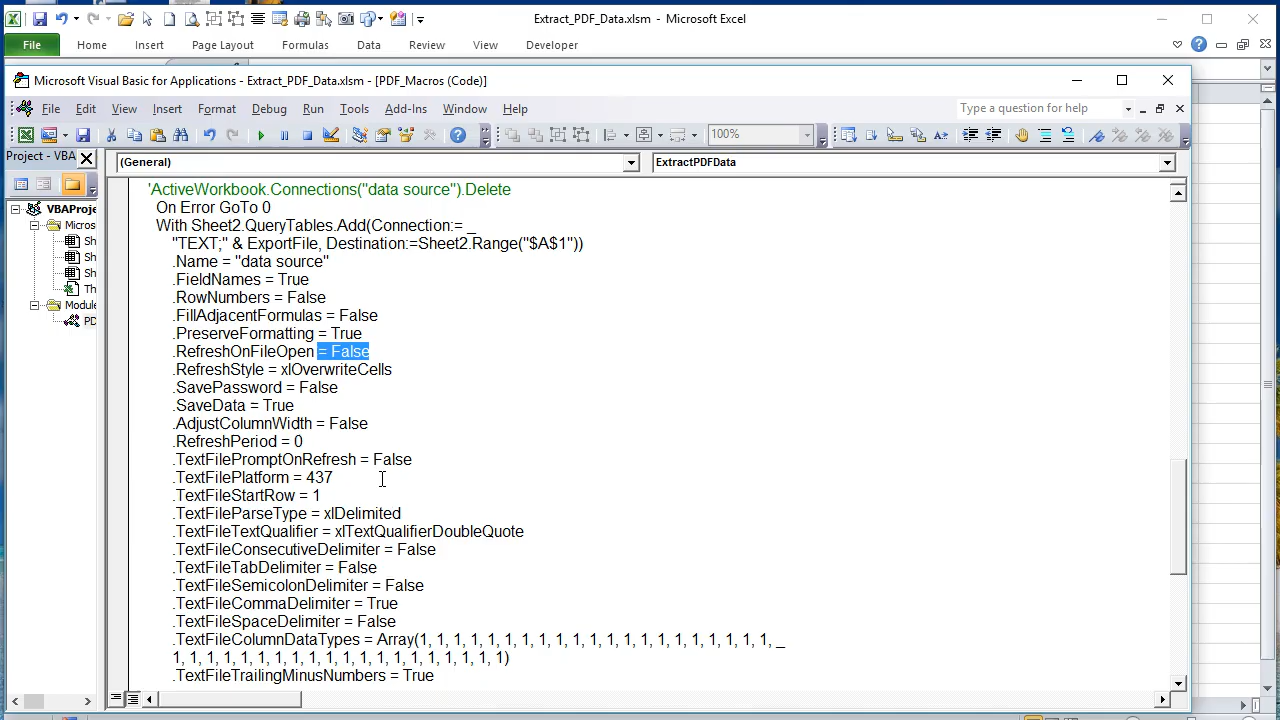 Extract_PDF_Data.xlsm - Microsoft Excel
File Home Insert Page Layout Formulas Data Review View Developer
Microsoft Visual Basic for Applications - Extract_PDF_Data.xlsm - [PDF_Macros (Code)]
File Edit View Insert Format Debug Run Tools Add-Ins Window Help Type a question for help
100%
Project - VBA
(General) ExtractPDFData
VBAProje
Micros
Sh
Sh
Sh
Th
Module
PD
'ActiveWorkbook.Connections("data source").Delete
On Error GoTo 0
With Sheet2.QueryTables.Add(Connection:= _
"TEXT;" & ExportFile, Destination:=Sheet2.Range("$A$1"))
.Name = "data source"
.FieldNames = True
.RowNumbers = False
.FillAdjacentFormulas = False
.PreserveFormatting = True
.RefreshOnFileOpen = False
.RefreshStyle = xlOverwriteCells
.SavePassword = False
.SaveData = True
.AdjustColumnWidth = False
.RefreshPeriod = 0
.TextFilePromptOnRefresh = False
.TextFilePlatform = 437
.TextFileStartRow = 1
.TextFileParseType = xlDelimited
.TextFileTextQualifier = xlTextQualifierDoubleQuote
.TextFileConsecutiveDelimiter = False
.TextFileTabDelimiter = False
.TextFileSemicolonDelimiter = False
.TextFileCommaDelimiter = True
.TextFileSpaceDelimiter = False
.TextFileColumnDataTypes = Array(1, 1, 1, 1, 1, 1, 1, 1, 1, 1, 1, 1, 1, 1, 1, 1, 1, 1, 1, 1, 1, _
1, 1, 1, 1, 1, 1, 1, 1, 1, 1, 1, 1, 1, 1, 1, 1, 1, 1, 1, 1)
.TextFileTrailingMinusNumbers = True